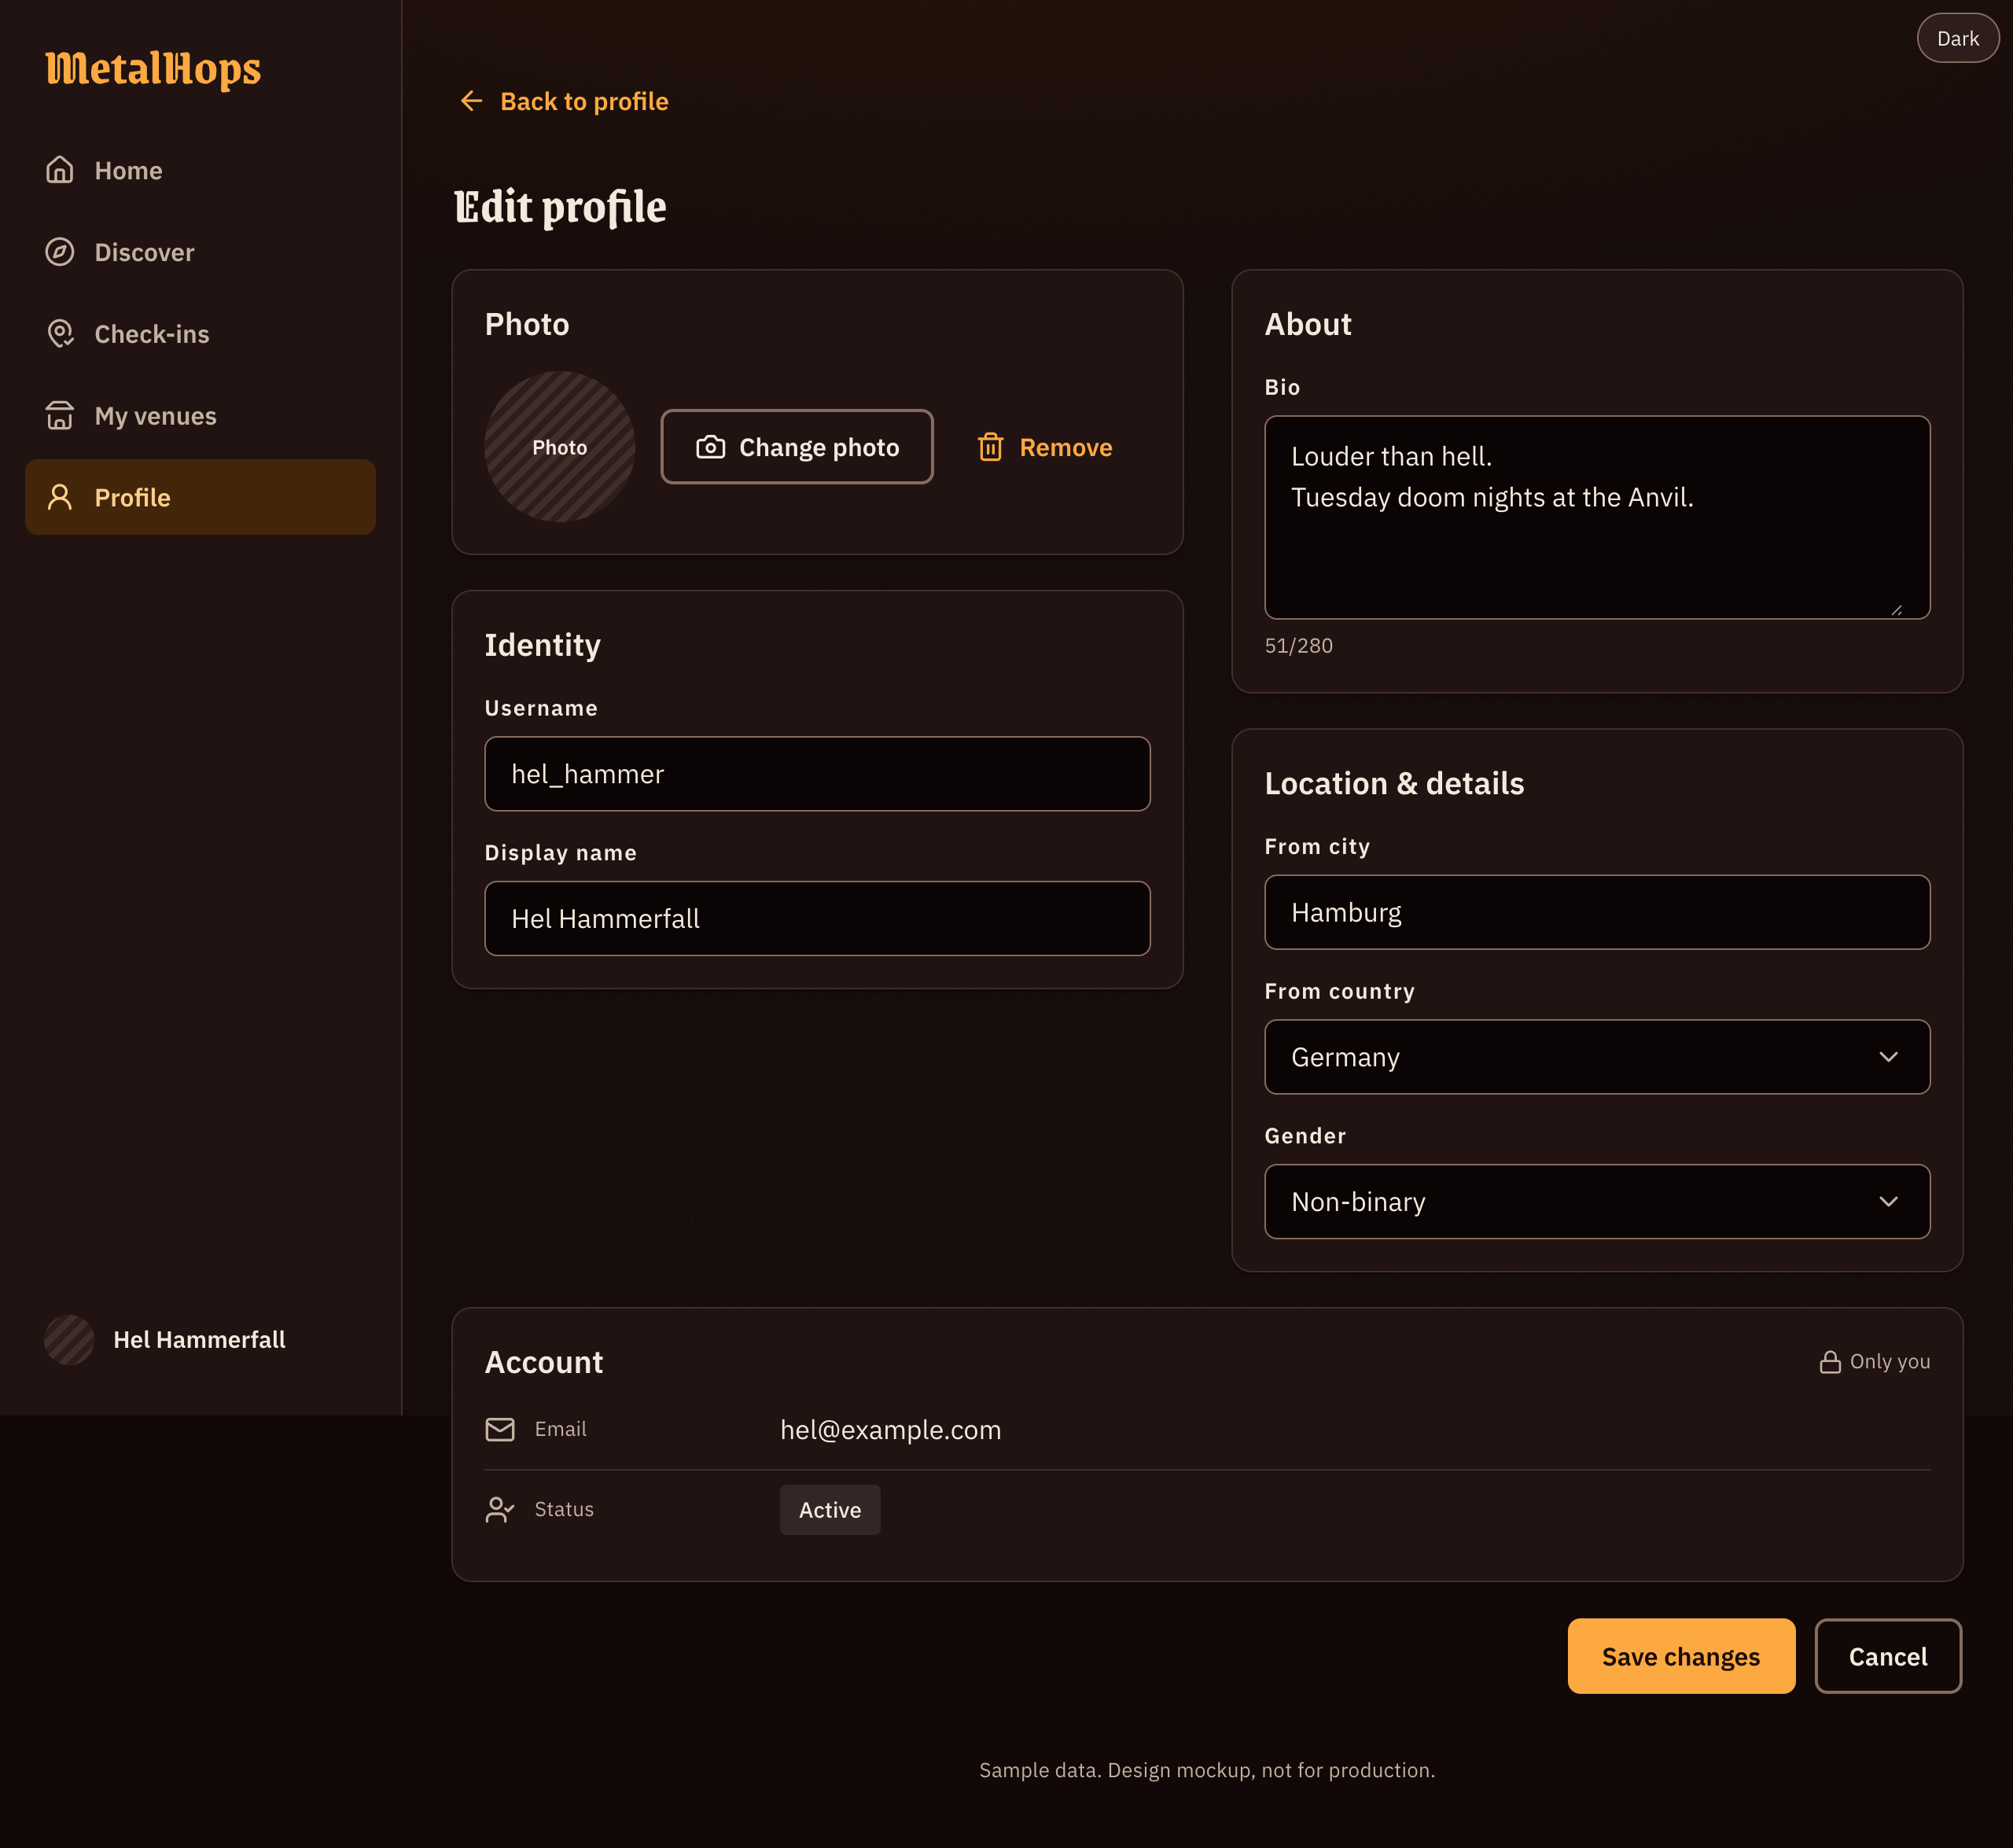 MetalHops
Home
Discover
Check-ins
My venues
Profile
Hel Hammerfall
Dark
Back to profile
Edit profile
Photo
Photo
Change photo
Remove
Identity
Username
hel_hammer
Display name
Hel Hammerfall
About
Bio
Louder than hell.
Tuesday doom nights at the Anvil.
51/280
Location & details
From city
Hamburg
From country
Germany
Gender
Non-binary
Account
Only you
Email
hel@example.com
Status
Active
Save changes
Cancel
Sample data. Design mockup, not for production.